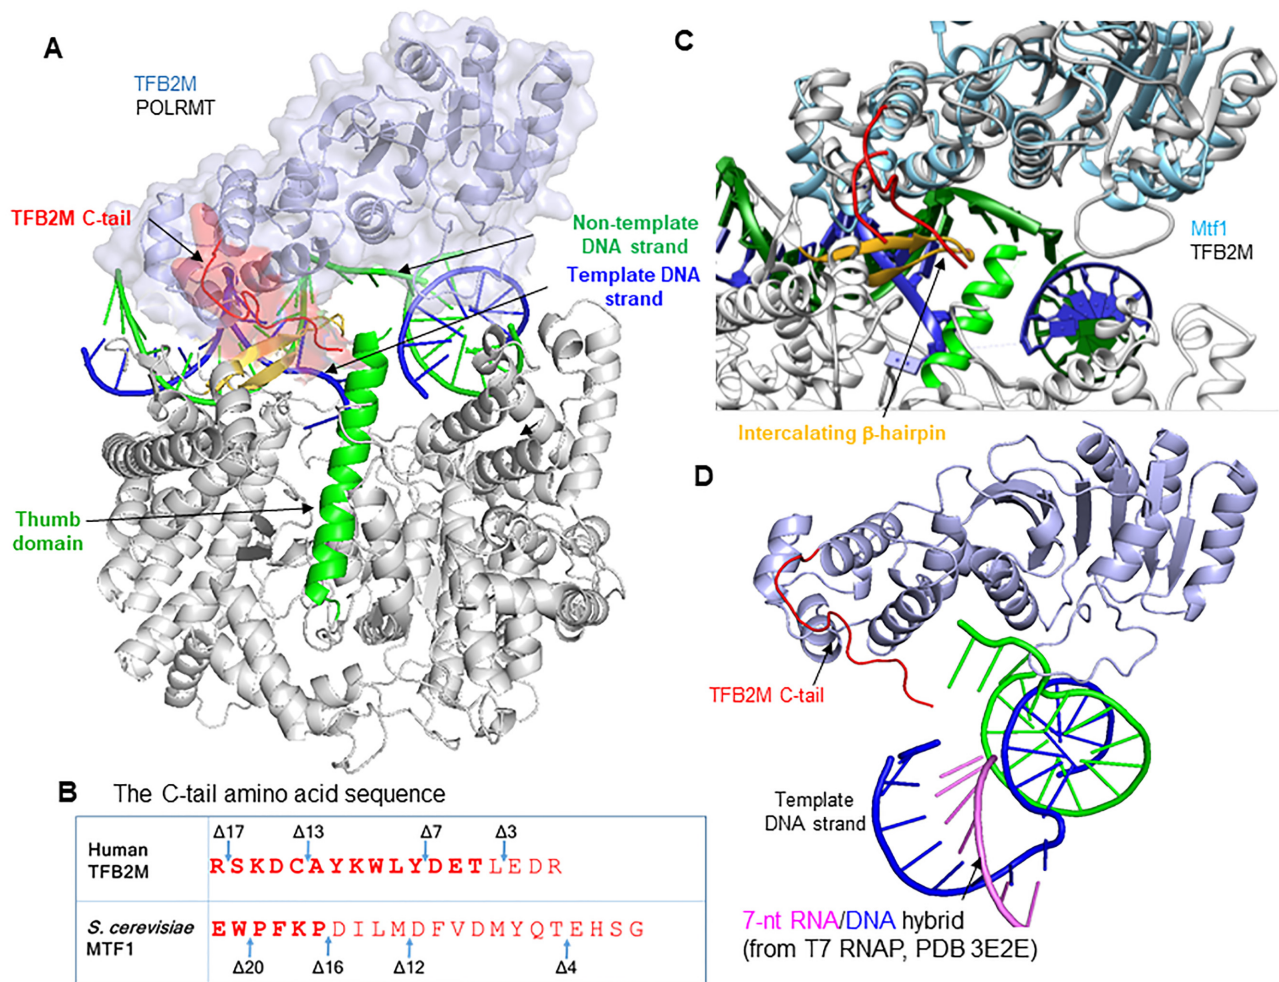 A
TFB2M
POLRMT
TFB2M C-tail
Non-template
DNA strand
Template DNA
strand
Thumb
domain
C
Mtf1
TFB2M
Intercalating β-hairpin
B The C-tail amino acid sequence
Human
TFB2M
Δ17 Δ13 Δ7 Δ3
RSKDCAYKWLYDETLEDR
S. cerevisiae
MTF1
EWPFKPDILMDFVDMYQTEHSG
Δ20 Δ16 Δ12 Δ4
D
TFB2M C-tail
Template
DNA strand
7-nt RNA/DNA hybrid
(from T7 RNAP, PDB 3E2E)